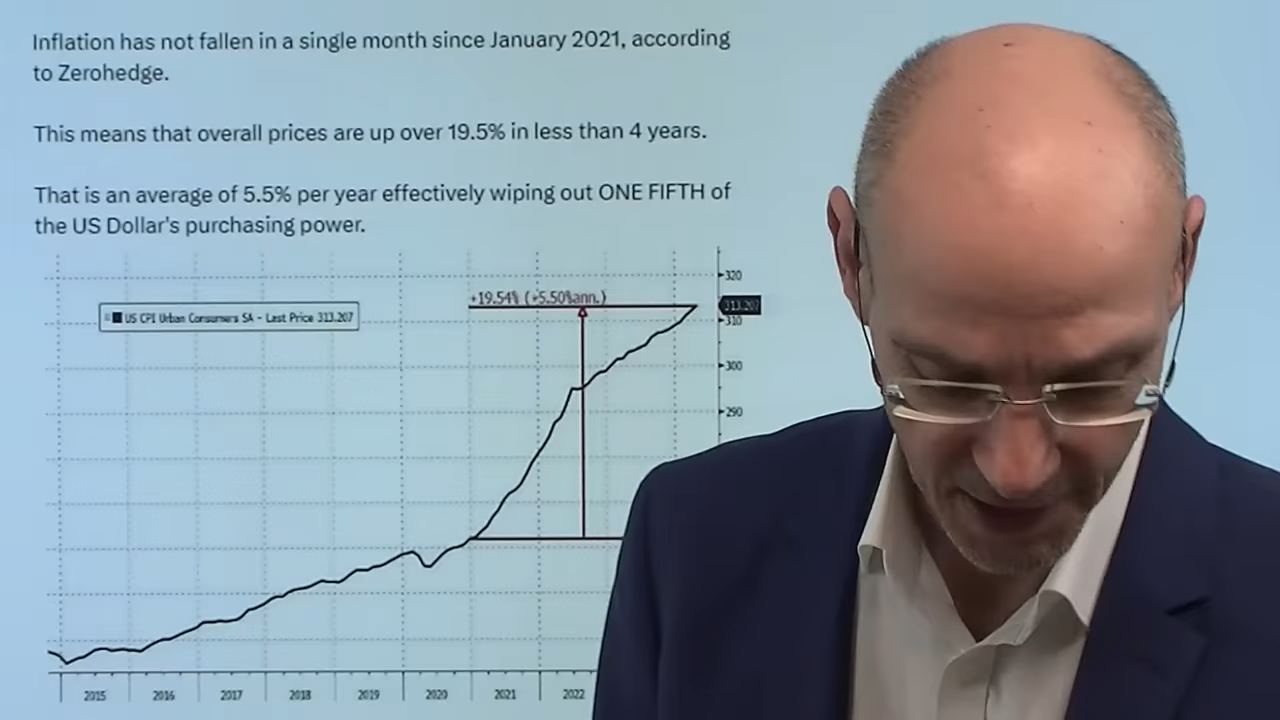 Inflation has not fallen in a single month since January 2021, according
to Zerohedge.
This means that overall prices are up over 19.5% in less than 4 years.
That is an average of 5.5% per year effectively wiping out ONE FIFTH of
the US Dollar's purchasing power.
320
+19.54% (+5.50%ann.)
313.207
US CPI Urban Consumers SA - Last Price 313.207
310
300
290
2015 2016 2017 2018 2019 2020 2021 2022